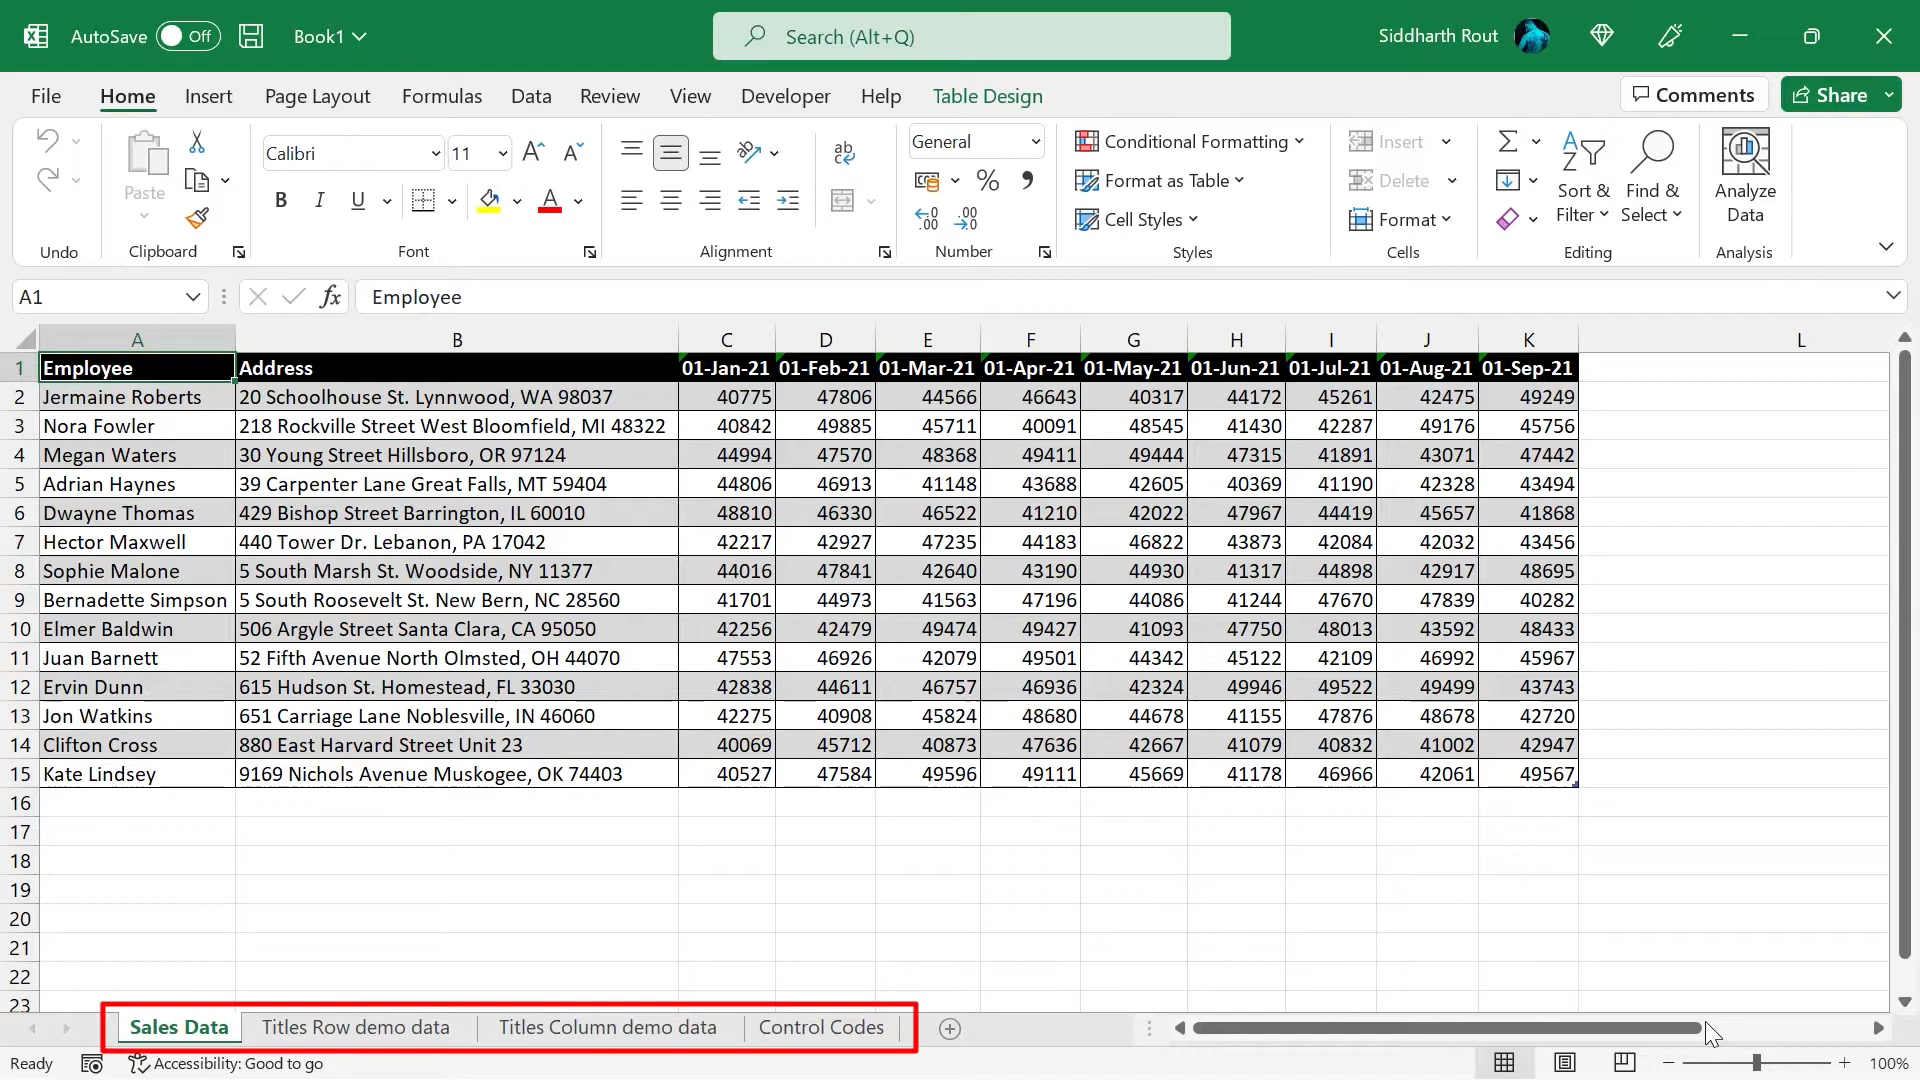 AutoSave Off Book1 Search (Alt+Q) Siddharth Rout
File Home Insert Page Layout Formulas Data Review View Developer Help Table Design Comments Share
Calibri 11 ab General Conditional Formatting Insert Σ
Paste Format as Table Delete Sort & Filter Find & Select Analyze Data
B I U A Cell Styles Format
Undo Clipboard Font Alignment Number Styles Cells Editing Analysis
A1 fx Employee
A B C D E F G H I J K L
1 Employee Address 01-Jan-21 01-Feb-21 01-Mar-21 01-Apr-21 01-May-21 01-Jun-21 01-Jul-21 01-Aug-21 01-Sep-21
2 Jermaine Roberts 20 Schoolhouse St. Lynnwood, WA 98037 40775 47806 44566 46643 40317 44172 45261 42475 49249
3 Nora Fowler 218 Rockville Street West Bloomfield, MI 48322 40842 49885 45711 40091 48545 41430 42287 49176 45756
4 Megan Waters 30 Young Street Hillsboro, OR 97124 44994 47570 48368 49411 49444 47315 41891 43071 47442
5 Adrian Haynes 39 Carpenter Lane Great Falls, MT 59404 44806 46913 41148 43688 42605 40369 41190 42328 43494
6 Dwayne Thomas 429 Bishop Street Barrington, IL 60010 48810 46330 46522 41210 42022 47967 44419 45657 41868
7 Hector Maxwell 440 Tower Dr. Lebanon, PA 17042 42217 42927 47235 44183 46822 43873 42084 42032 43456
8 Sophie Malone 5 South Marsh St. Woodside, NY 11377 44016 47841 42640 43190 44930 41317 44898 42917 48695
9 Bernadette Simpson 5 South Roosevelt St. New Bern, NC 28560 41701 44973 41563 47196 44086 41244 47670 47839 40282
10 Elmer Baldwin 506 Argyle Street Santa Clara, CA 95050 42256 42479 49474 49427 41093 47750 48013 43592 48433
11 Juan Barnett 52 Fifth Avenue North Olmsted, OH 44070 47553 46926 42079 49501 44342 45122 42109 46992 45967
12 Ervin Dunn 615 Hudson St. Homestead, FL 33030 42838 44611 46757 46936 42324 49946 49522 49499 43743
13 Jon Watkins 651 Carriage Lane Noblesville, IN 46060 42275 40908 45824 48680 44678 41155 47876 48678 42720
14 Clifton Cross 880 East Harvard Street Unit 23 40069 45712 40873 47636 42667 41079 40832 41002 42947
15 Kate Lindsey 9169 Nichols Avenue Muskogee, OK 74403 40527 47584 49596 49111 45669 41178 46966 42061 49567
16
17
18
19
20
21
22
23
Sales Data Titles Row demo data Titles Column demo data Control Codes
Ready Accessibility: Good to go 100%